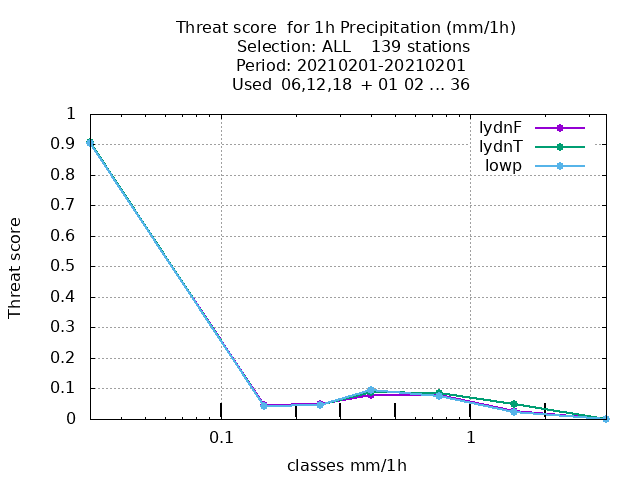 Threat score  for 1h Precipitation (mm/1h)
Selection: ALL    139 stations
Period: 20210201-20210201
Used  06,12,18  + 01 02 ... 36
lydnF
lydnT
lowp
Threat score
1
0.9
0.8
0.7
0.6
0.5
0.4
0.3
0.2
0.1
0
0.1
1
classes mm/1h